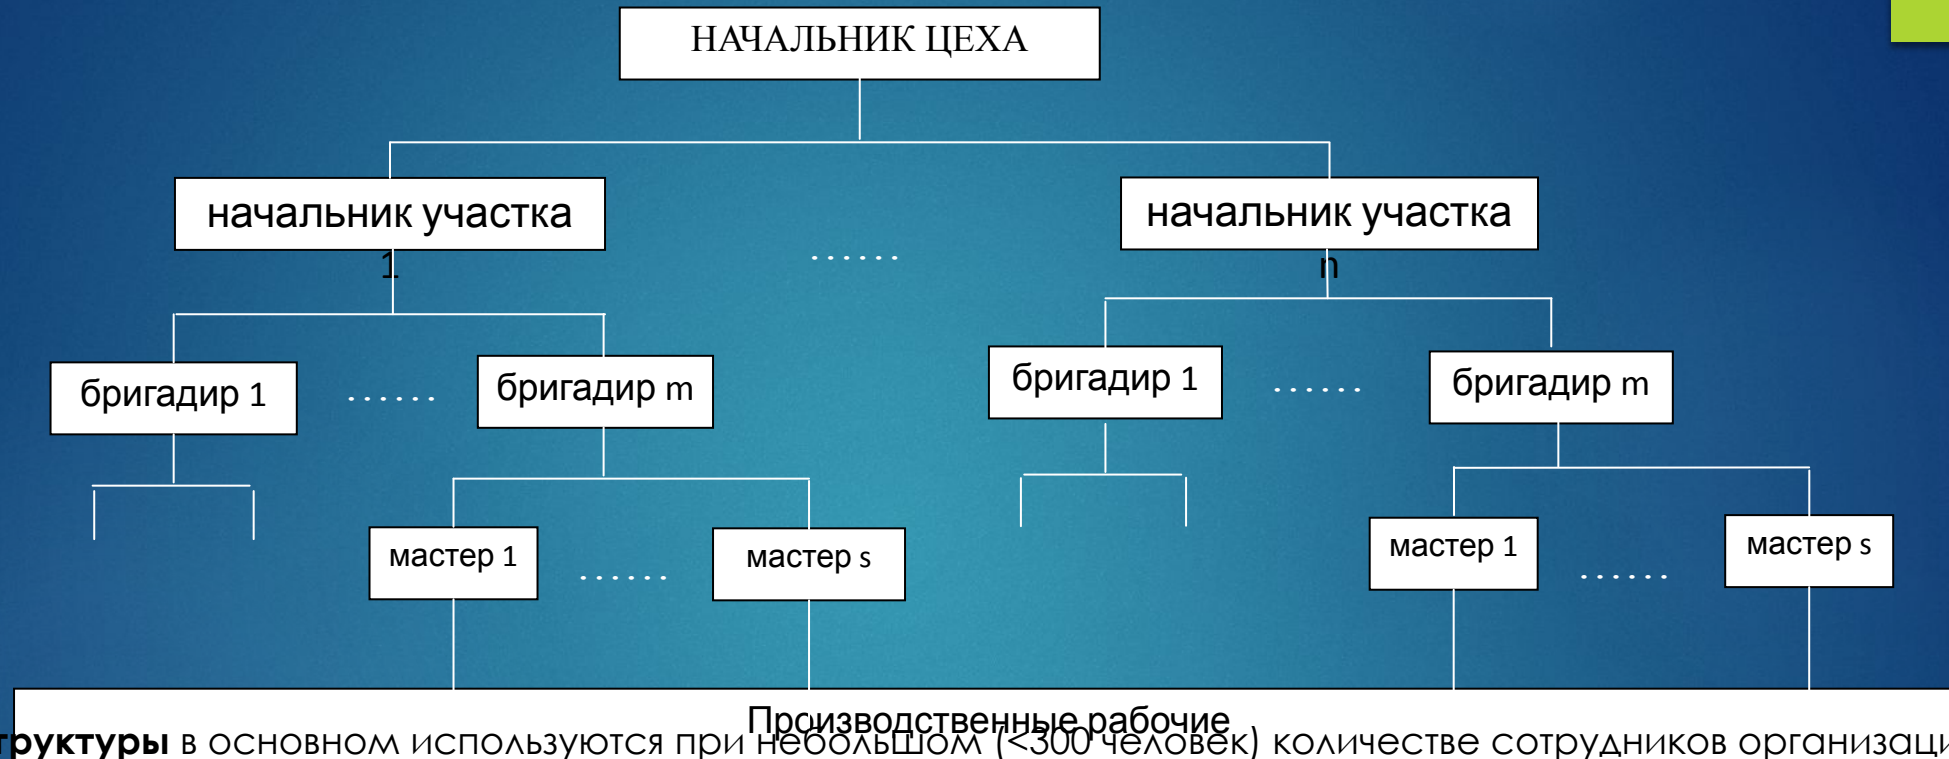 НАЧАЛЬНИК ЦЕХА
начальник участка
1
......
начальник участка
n
бригадир 1
......
бригадир m
бригадир 1
......
бригадир m
мастер 1
......
мастер s
мастер 1
......
мастер s
Производственные рабочие
труктуры в основном используются при небольшом (<300 человек) количестве сотрудников организаци